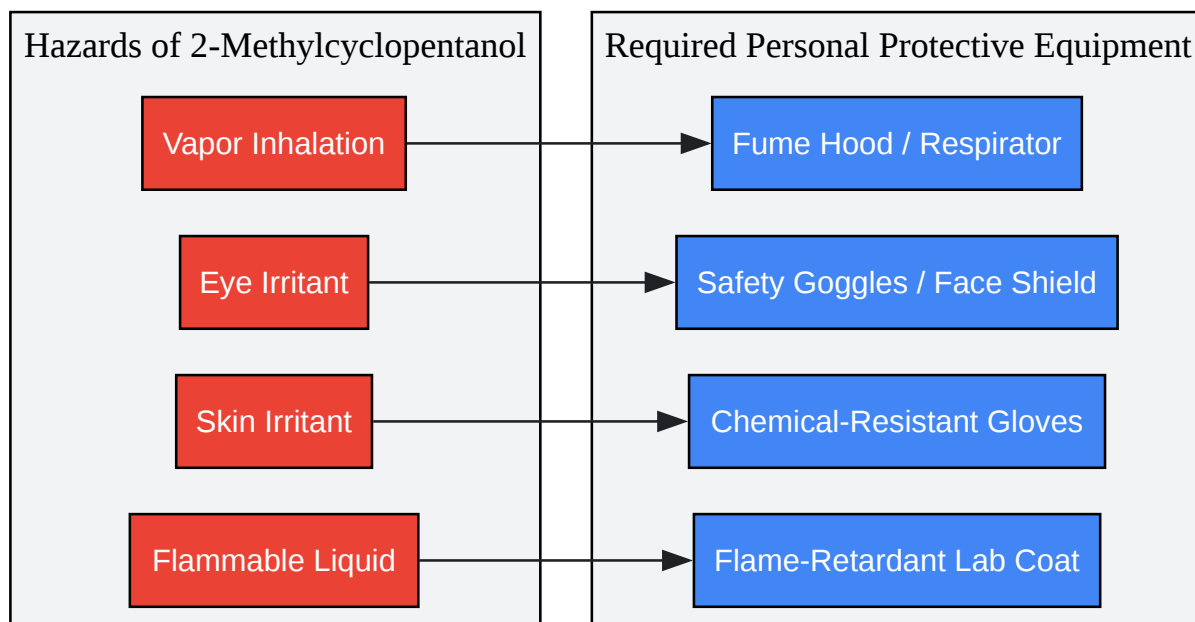 Hazards of 2-Methylcyclopentanol
Vapor Inhalation
Eye Irritant
Skin Irritant
Flammable Liquid
Required Personal Protective Equipment
Fume Hood / Respirator
Safety Goggles / Face Shield
Chemical-Resistant Gloves
Flame-Retardant Lab Coat